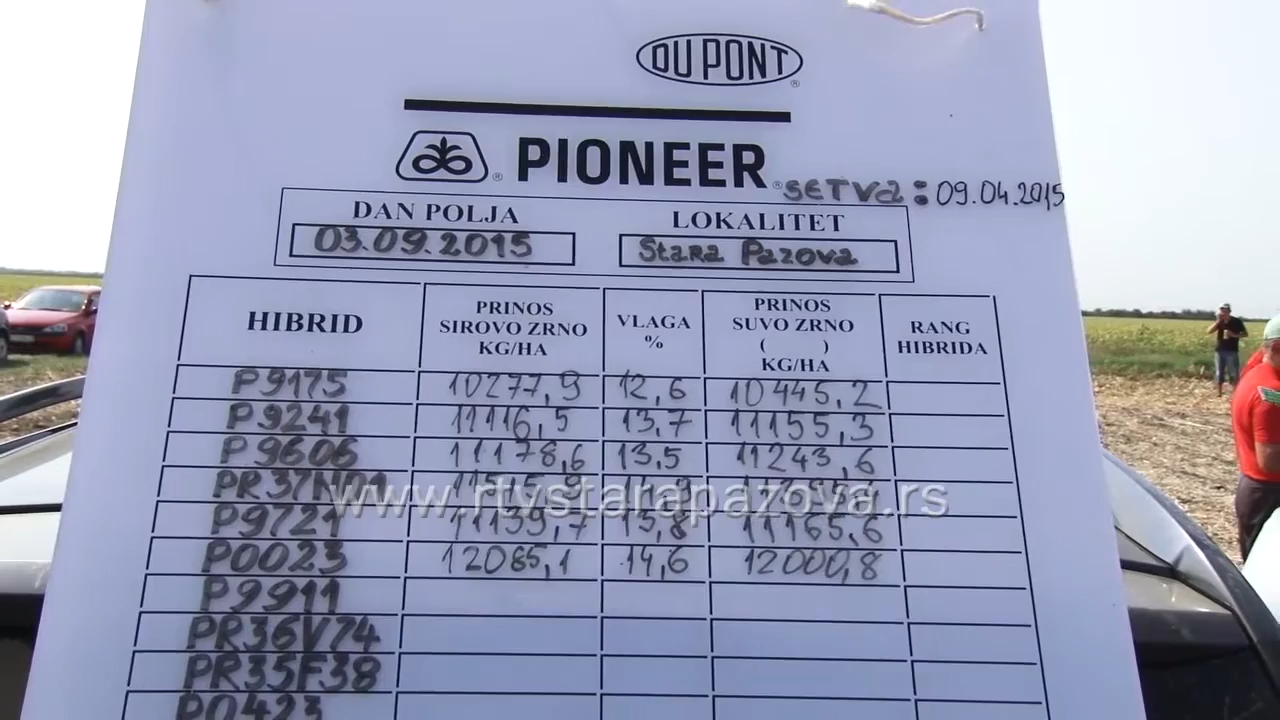 DU PONT
PIONEER
SETVA: 09.04.2015
DAN POLJA LOKALITET
03.09.2015 Stara Pazova
HIBRID PRINOS SIROVO ZRNO KG/HA VLAGA % PRINOS SUVO ZRNO ( ) KG/HA RANG HIBRIDA
P9175 10277,9 12,6 10445,2
P9241 11116,5 13,7 11155,3
P9606 11178,6 13,5 11243,6
PR37N01
www.rtvstarapazova.rs
P9721 11139,7 13,8 11165,6
P0023 12085,1 14,6 12000,8
P9911
PR36V74
PR35F38
P0423